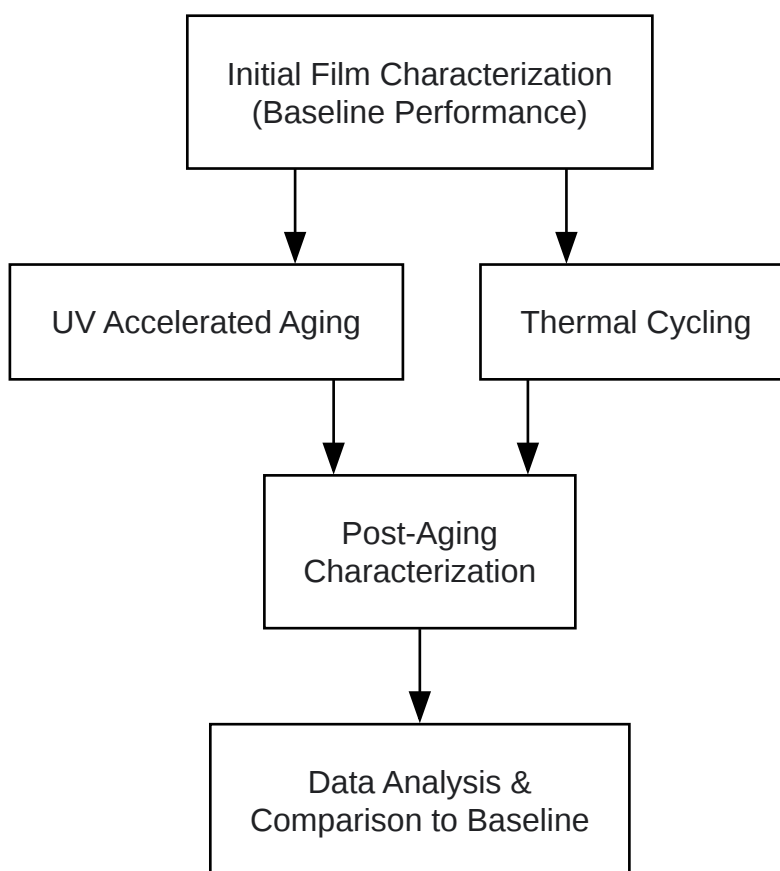 Initial Film Characterization
(Baseline Performance)
UV Accelerated Aging
Thermal Cycling
Post-Aging
Characterization
Data Analysis &
Comparison to Baseline